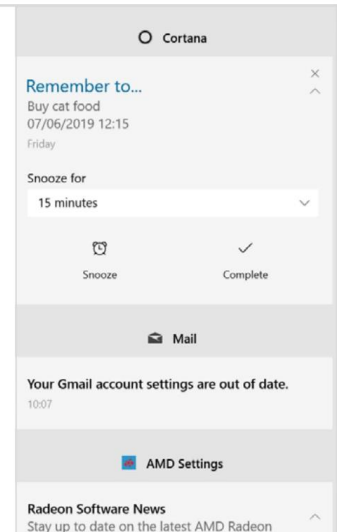 Cortana
Remember to...
Buy cat food
07/06/2019 12:15
Friday
Snooze for
15 minutes
Snooze
Complete
Mail
Your Gmail account settings are out of date.
10:07
AMD Settings
Radeon Software News
Stay up to date on the latest AMD Radeon